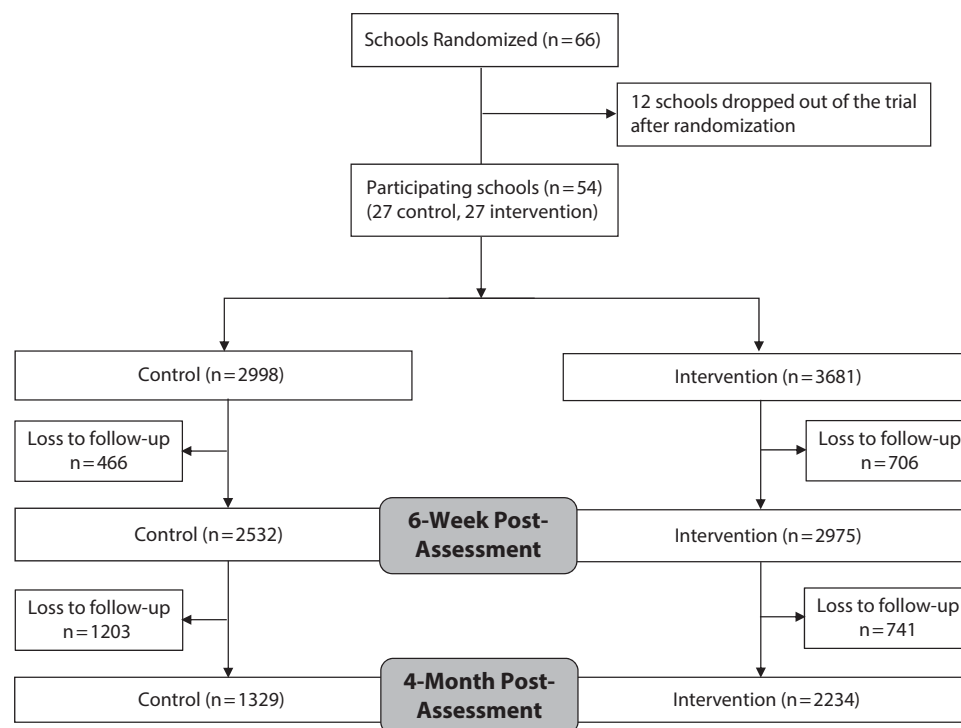 Schools Randomized (n=66)
12 schools dropped out of the trial
after randomization
Participating schools (n=54)
(27 control, 27 intervention)
Control (n=2998)
Intervention (n=3681)
Loss to follow-up
n=466
Loss to follow-up
n=706
Control (n=2532)
6-Week Post-
Assessment
Intervention (n=2975)
Loss to follow-up
n=1203
Loss to follow-up
n=741
Control (n=1329)
4-Month Post-
Assessment
Intervention (n=2234)